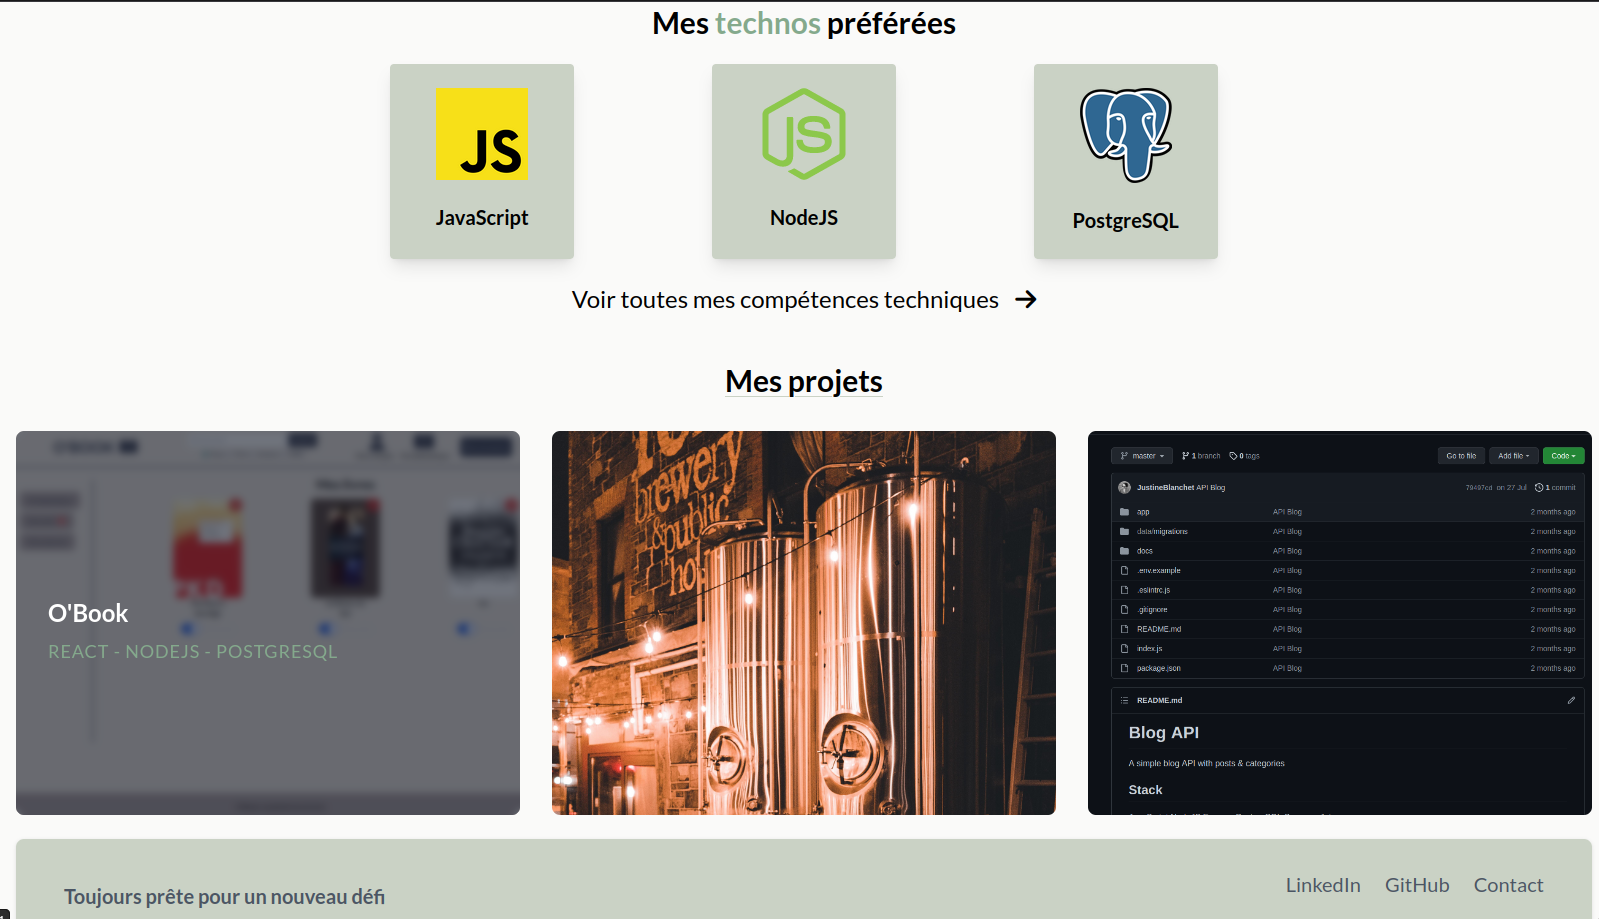 Mes technos préférées
JS
JS
JavaScript
NodeJS
PostgreSQL
Voir toutes mes compétences techniques
Mes projets
O'Book
REACT - NODEJS - POSTGRESQL
brewery
&public
hou
master
1 branch
0 tags
Go to file
Add file
Code
JustineBlanchet API Blog
79497cd on 27 Jul
1 commit
app API Blog 2 months ago
data/migrations API Blog 2 months ago
docs API Blog 2 months ago
.env.example API Blog 2 months ago
.eslintrc.js API Blog 2 months ago
.gitignore API Blog 2 months ago
README.md API Blog 2 months ago
index.js API Blog 2 months ago
package.json API Blog 2 months ago
README.md
Blog API
A simple blog API with posts & categories
Stack
Toujours prête pour un nouveau défi
LinkedIn
GitHub
Contact